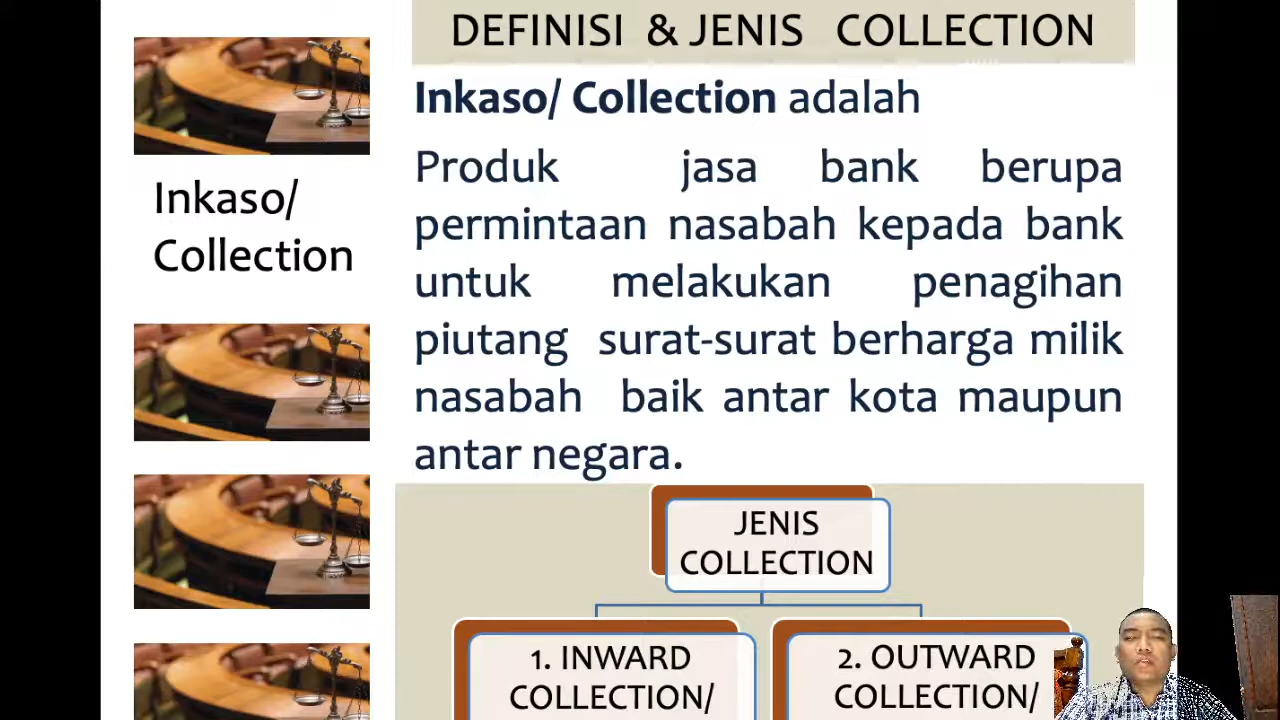 DEFINISI & JENIS COLLECTION
Inkaso/
Collection
Inkaso/ Collection adalah
Produk jasa bank berupa
permintaan nasabah kepada bank
untuk melakukan penagihan
piutang surat-surat berharga milik
nasabah baik antar kota maupun
antar negara.
JENIS
COLLECTION
1. INWARD
COLLECTION/
2. OUTWARD
COLLECTION/